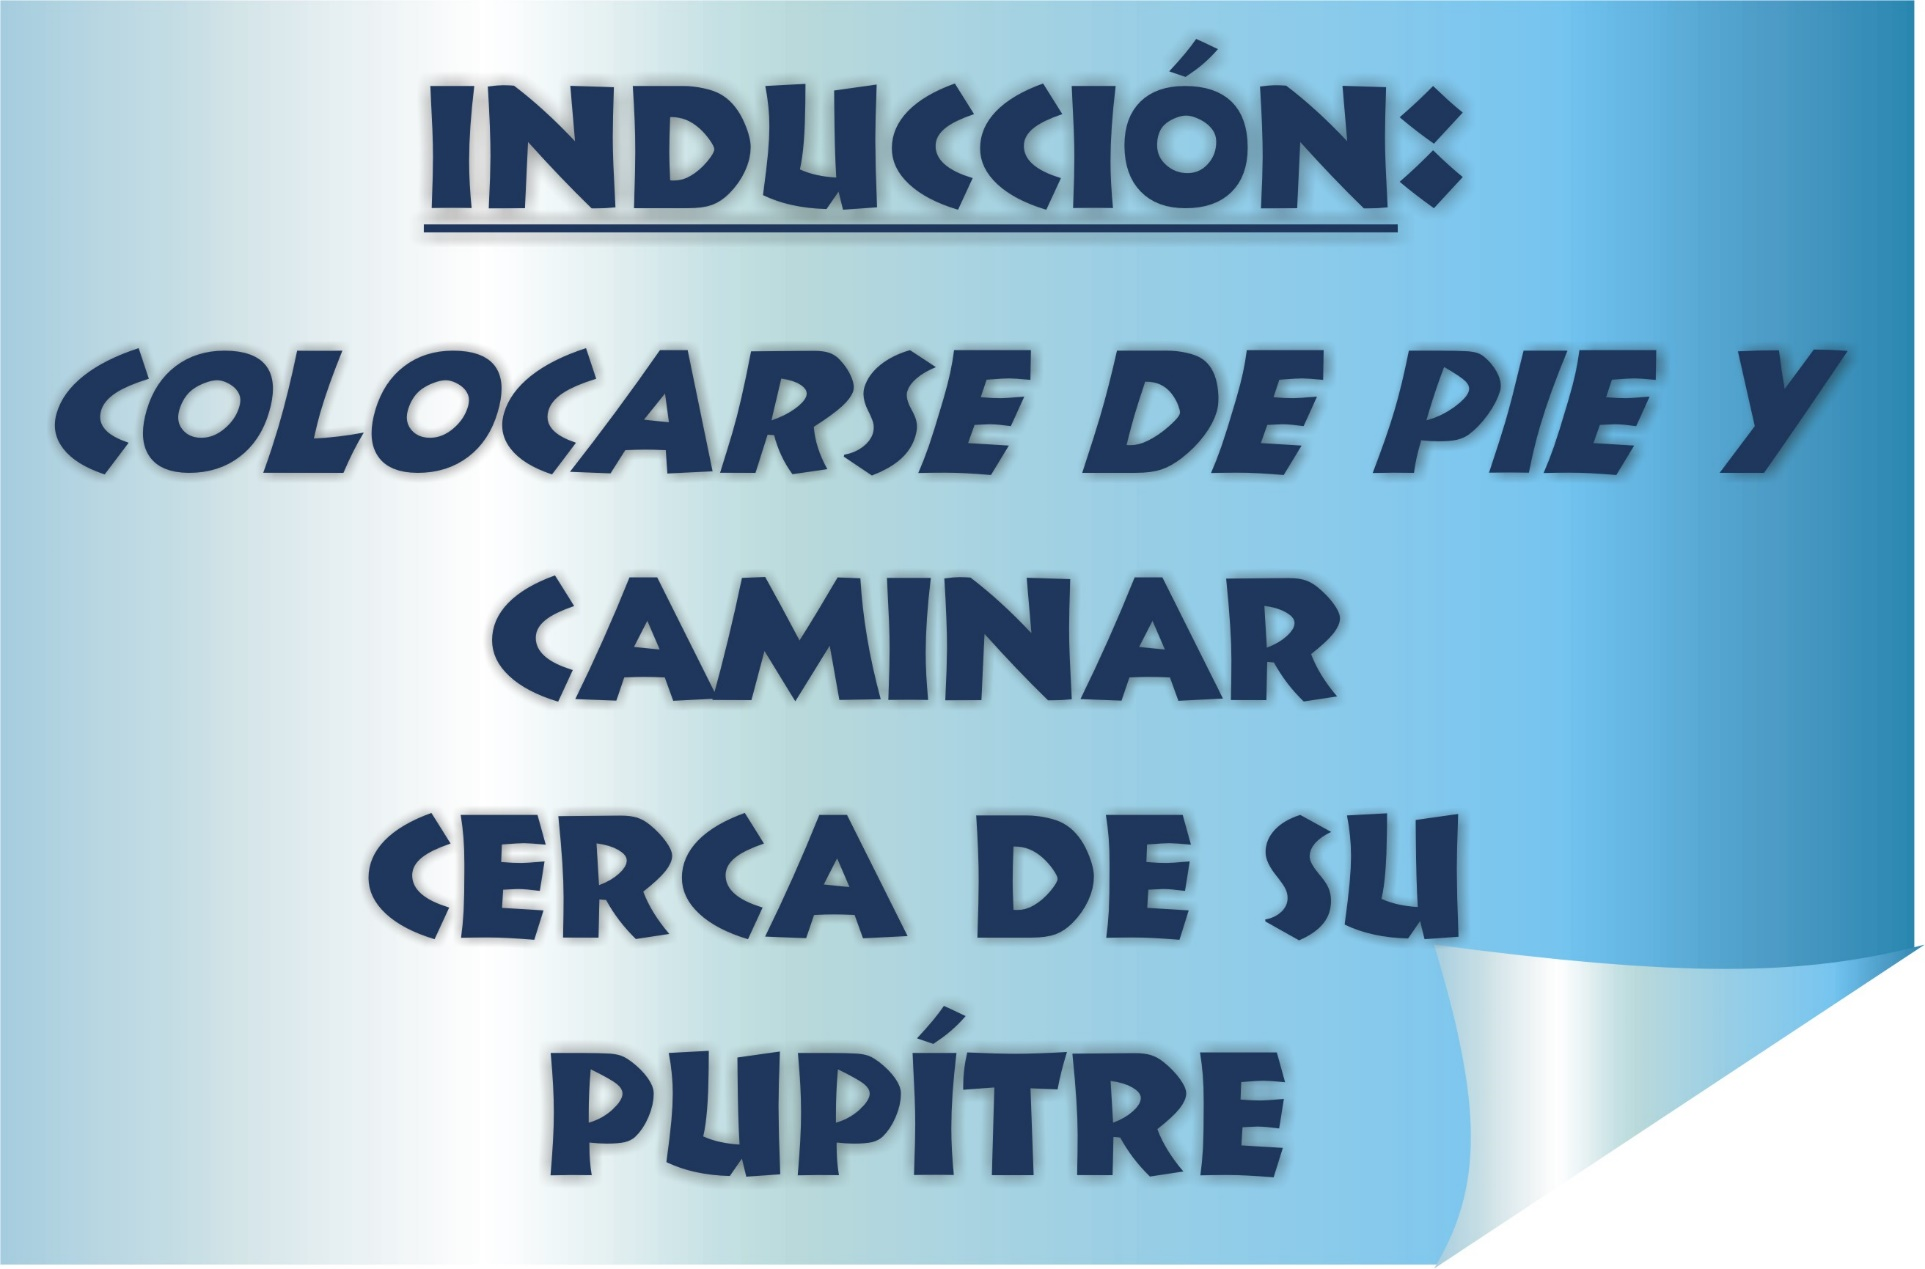 INDUCCIÓN:
COLOCARSE DE PIE Y
CAMINAR
CERCA DE SU
PUPÍTRE